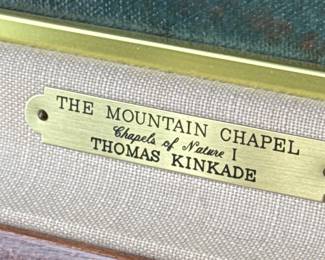 THE MOUNTAIN CHAPEL
Chapels of Nature I
THOMAS KINKADE